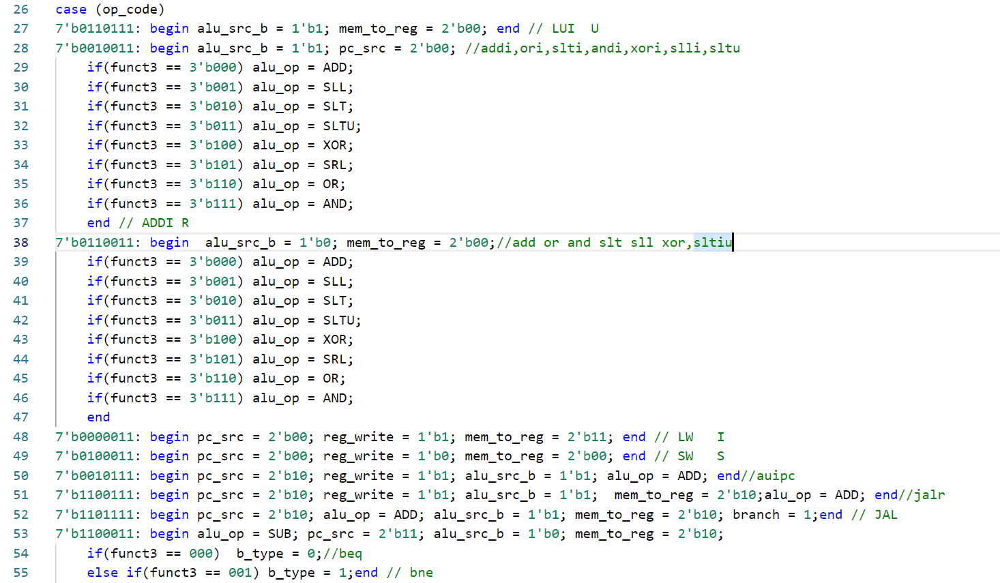 26 case (op_code)
27 7'b0110111: begin alu_src_b = 1'b1; mem_to_reg = 2'b00; end // LUI  U
28 7'b0010011: begin alu_src_b = 1'b1; pc_src = 2'b00; //addi,ori,slti,andi,xori,slli,sltu
29     if(funct3 == 3'b000) alu_op = ADD;
30     if(funct3 == 3'b001) alu_op = SLL;
31     if(funct3 == 3'b010) alu_op = SLT;
32     if(funct3 == 3'b011) alu_op = SLTU;
33     if(funct3 == 3'b100) alu_op = XOR;
34     if(funct3 == 3'b101) alu_op = SRL;
35     if(funct3 == 3'b110) alu_op = OR;
36     if(funct3 == 3'b111) alu_op = AND;
37     end // ADDI R
38 7'b0110011: begin  alu_src_b = 1'b0; mem_to_reg = 2'b00;//add or and slt sll xor,sltiu
39     if(funct3 == 3'b000) alu_op = ADD;
40     if(funct3 == 3'b001) alu_op = SLL;
41     if(funct3 == 3'b010) alu_op = SLT;
42     if(funct3 == 3'b011) alu_op = SLTU;
43     if(funct3 == 3'b100) alu_op = XOR;
44     if(funct3 == 3'b101) alu_op = SRL;
45     if(funct3 == 3'b110) alu_op = OR;
46     if(funct3 == 3'b111) alu_op = AND;
47     end
48 7'b0000011: begin pc_src = 2'b00; reg_write = 1'b1; mem_to_reg = 2'b11; end // LW   I
49 7'b0100011: begin pc_src = 2'b00; reg_write = 1'b0; mem_to_reg = 2'b00; end // SW   S
50 7'b0010111: begin pc_src = 2'b10; reg_write = 1'b1; alu_src_b = 1'b1; alu_op = ADD; end//auipc
51 7'b1100111: begin pc_src = 2'b10; reg_write = 1'b1; alu_src_b = 1'b1;  mem_to_reg = 2'b10;alu_op = ADD; end//jalr
52 7'b1101111: begin pc_src = 2'b10; alu_op = ADD; alu_src_b = 1'b1; mem_to_reg = 2'b10; branch = 1;end // JAL
53 7'b1100011: begin alu_op = SUB; pc_src = 2'b11; alu_src_b = 1'b0; mem_to_reg = 2'b10;
54     if(funct3 == 000)  b_type = 0;//beq
55     else if(funct3 == 001) b_type = 1;end // bne